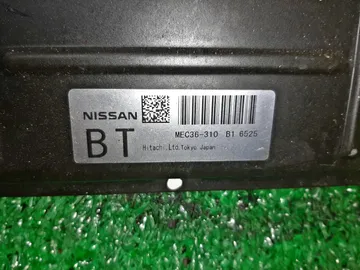 NISSAN
BT
MEC36-310 B1 6525
Hitachi Ltd.Tokyo Japan